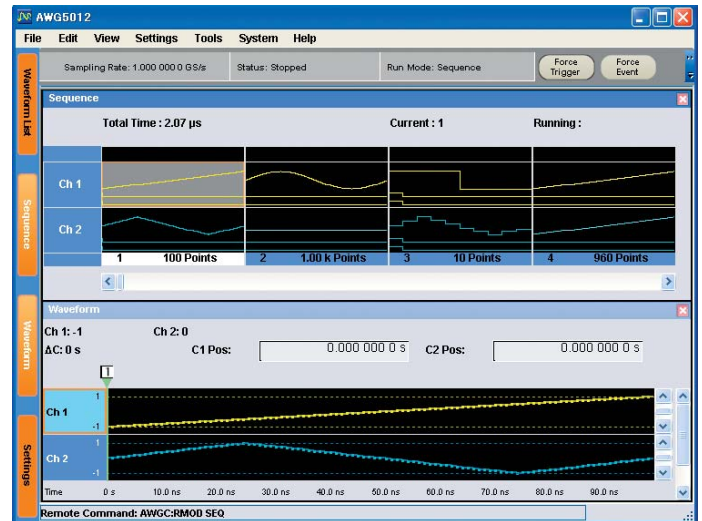 AWG5012
File Edit View Settings Tools System Help
Sampling Rate: 1.000 000 0 GS/s Status: Stopped Run Mode: Sequence Force Trigger Force Event
Waveform List
Sequence
Waveform
Settings
Sequence
Total Time : 2.07 µs Current : 1 Running :
Ch 1
Ch 2
1 100 Points 2 1.00 k Points 3 10 Points 4 960 Points
Waveform
Ch 1: -1 Ch 2: 0
ΔC: 0 s C1 Pos: 0.000 000 0 s C2 Pos: 0.000 000 0 s
1
1
Ch 1
-1
1
Ch 2
-1
Time 0 s 10.0 ns 20.0 ns 30.0 ns 40.0 ns 50.0 ns 60.0 ns 70.0 ns 80.0 ns 90.0 ns
Remote Command: AWGC:RMOD SEQ